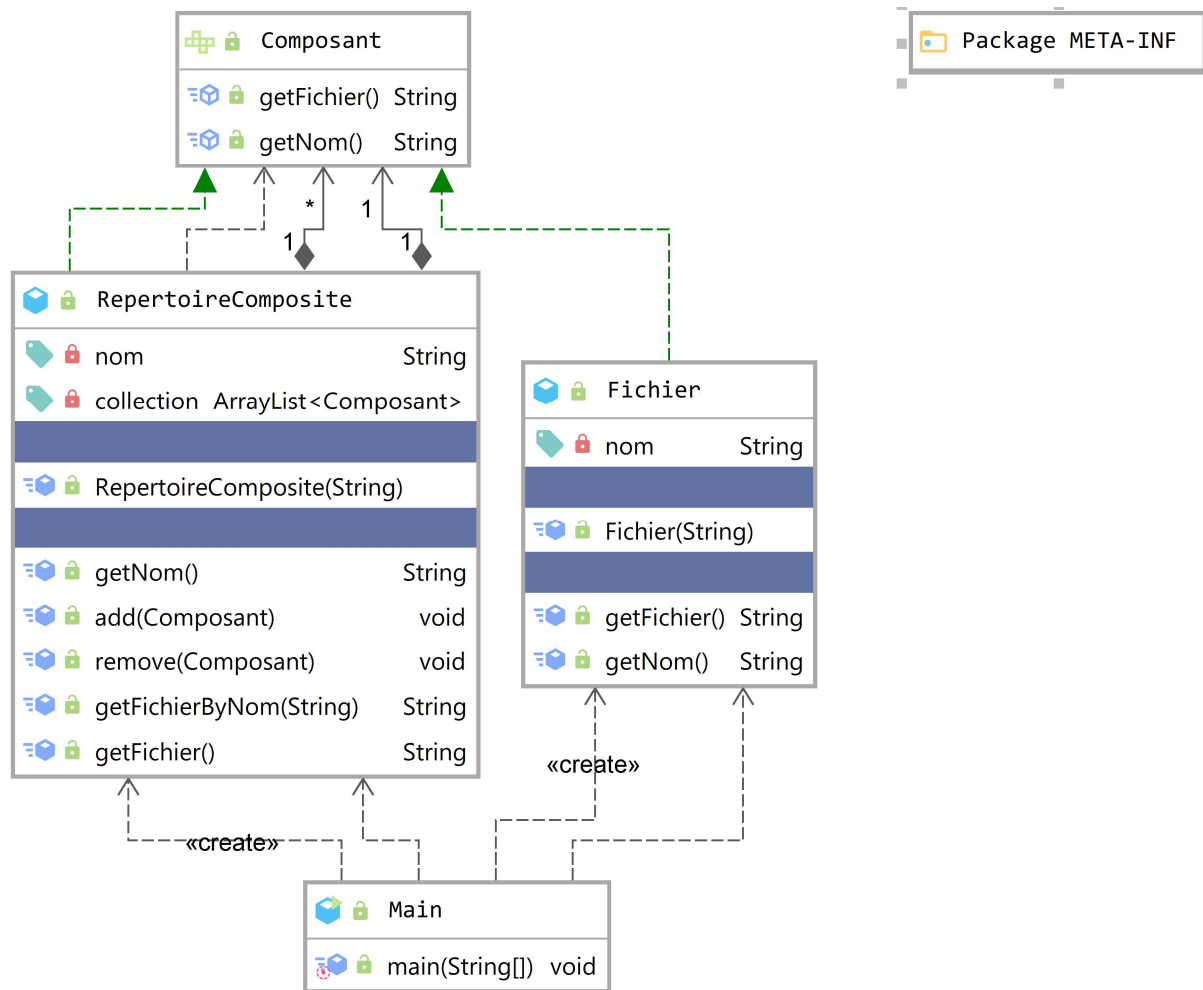 Composant
getFichier() String
getNom() String
Package META-INF
* 1
1 1
RepertoireComposite
nom String
collection ArrayList<Composant>
RepertoireComposite(String)
getNom() String
add(Composant) void
remove(Composant) void
getFichierByNom(String) String
getFichier() String
Fichier
nom String
Fichier(String)
getFichier() String
getNom() String
«create»
«create»
Main
main(String[]) void